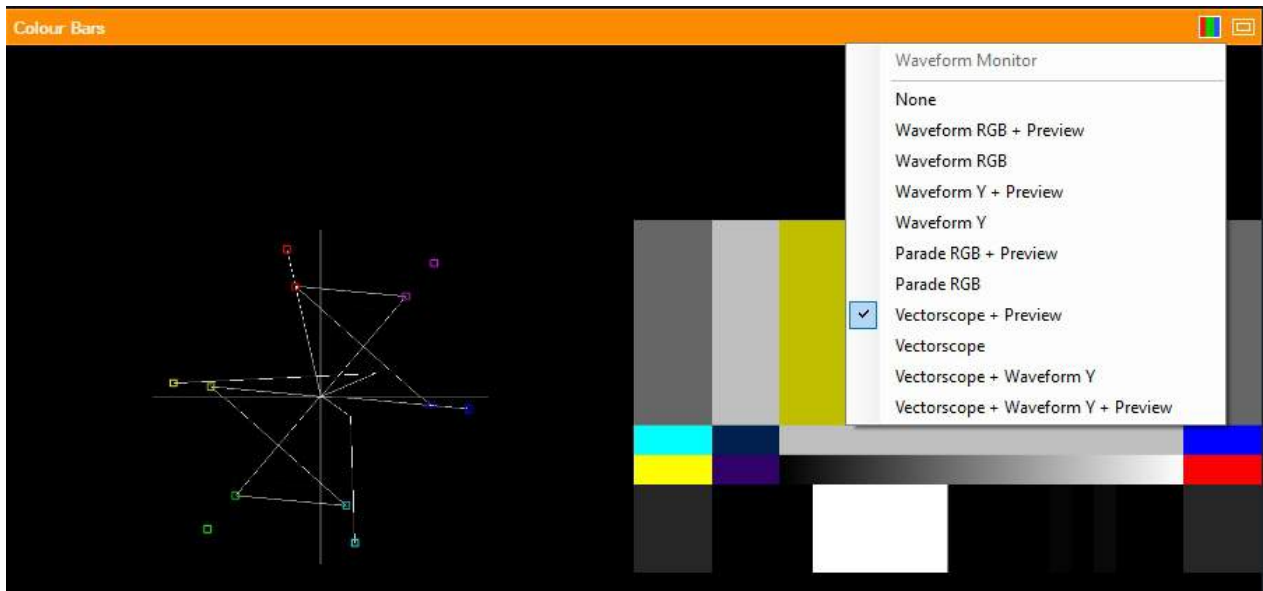 Colour Bars
Waveform Monitor
None
Waveform RGB + Preview
Waveform RGB
Waveform Y + Preview
Waveform Y
Parade RGB + Preview
Parade RGB
Vectorscope + Preview
Vectorscope
Vectorscope + Waveform Y
Vectorscope + Waveform Y + Preview